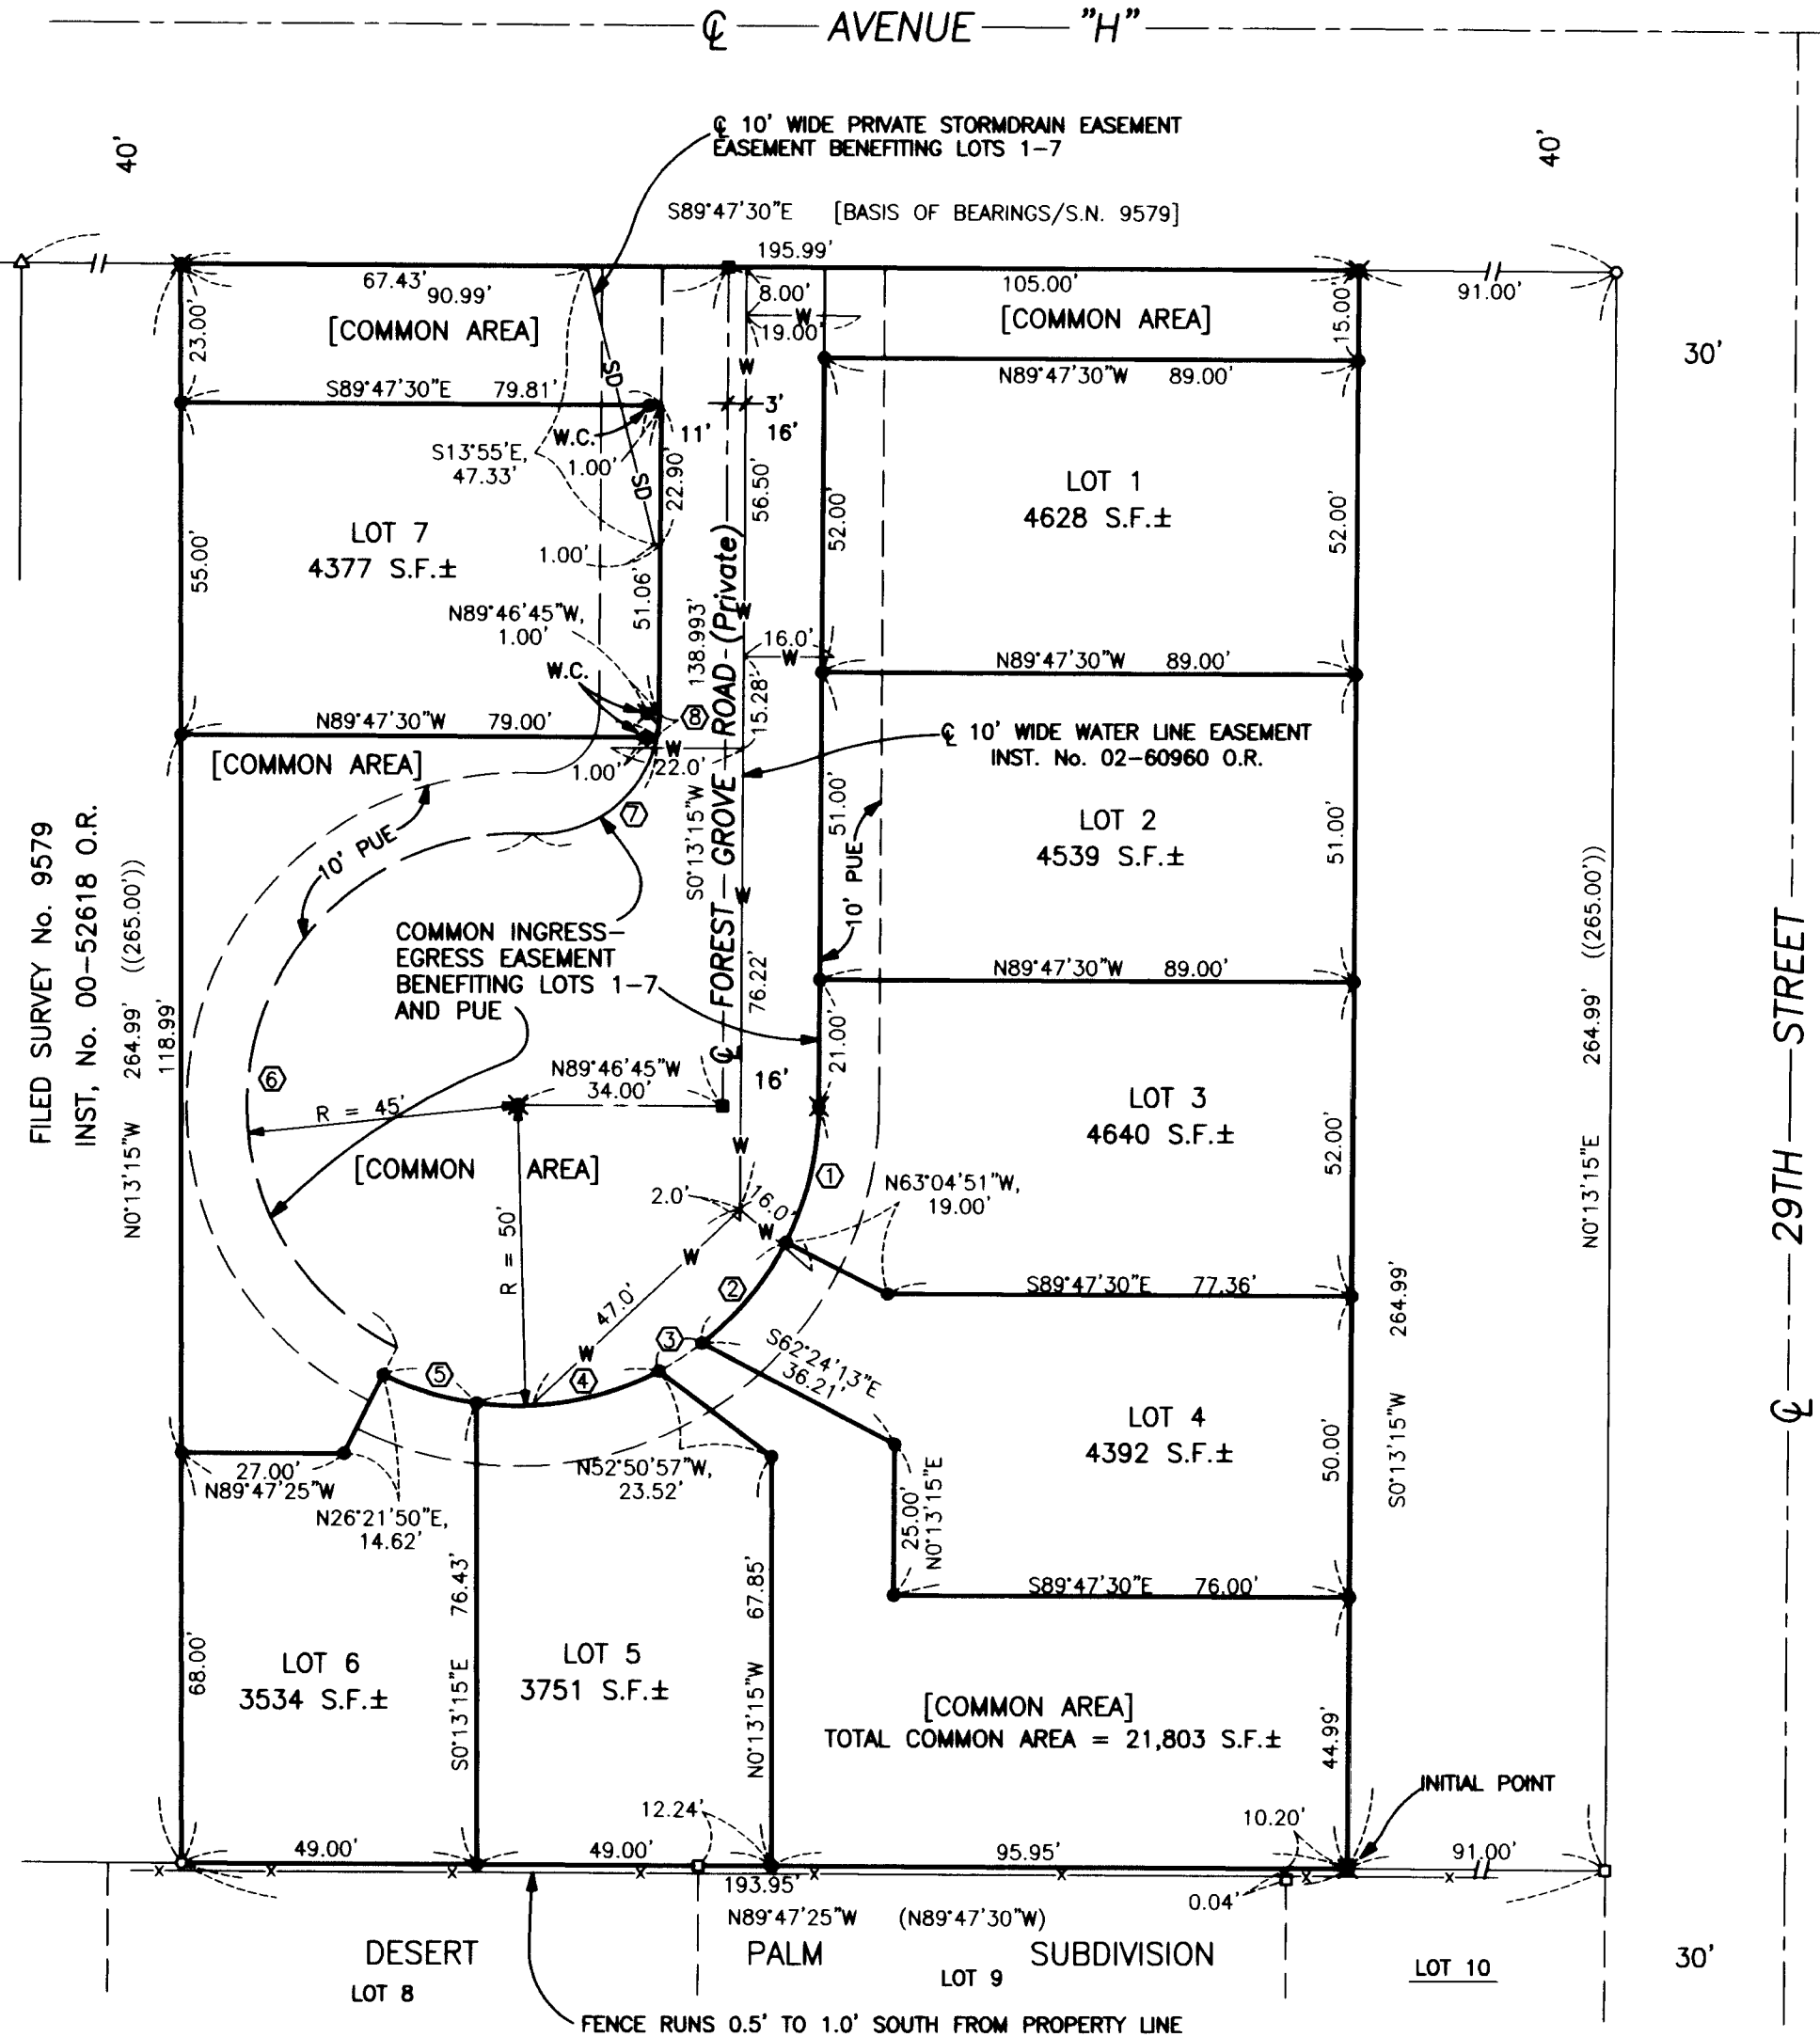 ℄ AVENUE "H"
40'
40'
℄ 10' WIDE PRIVATE STORMDRAIN EASEMENT
EASEMENT BENEFITING LOTS 1-7
S89°47'30"E [BASIS OF BEARINGS/S.N. 9579]
195.99'
67.43'
90.99'
8.00'
19.00'
W
105.00'
91.00'
[COMMON AREA]
[COMMON AREA]
23.00'
15.00'
30'
S89°47'30"E 79.81'
N89°47'30"W 89.00'
SD
W
3'
W.C.
11'
16'
S13°55'E,
47.33'
1.00'
22.90'
56.50'
SD
LOT 1
4628 S.F.±
52.00'
52.00'
LOT 7
4377 S.F.±
55.00'
1.00'
51.06'
N89°46'45"W,
1.00'
138.993'
S0°13'15"W
W
16.0'
W
W.C.
8
15.28'
N89°47'30"W 89.00'
N89°47'30"W 79.00'
[COMMON AREA]
W
1.00'
22.0'
℄ 10' WIDE WATER LINE EASEMENT
INST. No. 02-60960 O.R.
7
10' PUE
51.00'
LOT 2
4539 S.F.±
51.00'
10' PUE
℄ FOREST GROVE ROAD (Private)
W
FILED SURVEY No. 9579
INST, No. 00-52618 O.R.
N0°13'15"W 264.99' ((265.00'))
118.99'
N0°13'15"E 264.99' ((265.00'))
℄ 29TH STREET
COMMON INGRESS-
EGRESS EASEMENT
BENEFITING LOTS 1-7
AND PUE
N89°47'30"W 89.00'
76.22'
21.00'
6
N89°46'45"W
34.00'
16'
R = 45'
LOT 3
4640 S.F.±
52.00'
W
[COMMON AREA]
1
N63°04'51"W,
19.00'
2.0'
16.0'
W
R = 50'
W
2
47.0'
S89°47'30"E 77.36'
264.99'
S0°13'15"W
3
W
S62°24'13"E
36.21'
5
4
LOT 4
4392 S.F.±
50.00'
27.00'
N89°47'25"W
N26°21'50"E,
14.62'
N52°50'57"W,
23.52'
25.00'
N0°13'15"E
S89°47'30"E 76.00'
S0°13'15"E 76.43'
N0°13'15"W 67.85'
68.00'
LOT 6
3534 S.F.±
LOT 5
3751 S.F.±
[COMMON AREA]
TOTAL COMMON AREA = 21,803 S.F.±
44.99'
INITIAL POINT
12.24'
10.20'
49.00'
49.00'
95.95'
91.00'
193.95'
0.04'
N89°47'25"W (N89°47'30"W)
DESERT PALM SUBDIVISION
LOT 8
LOT 9
LOT 10
30'
FENCE RUNS 0.5' TO 1.0' SOUTH FROM PROPERTY LINE